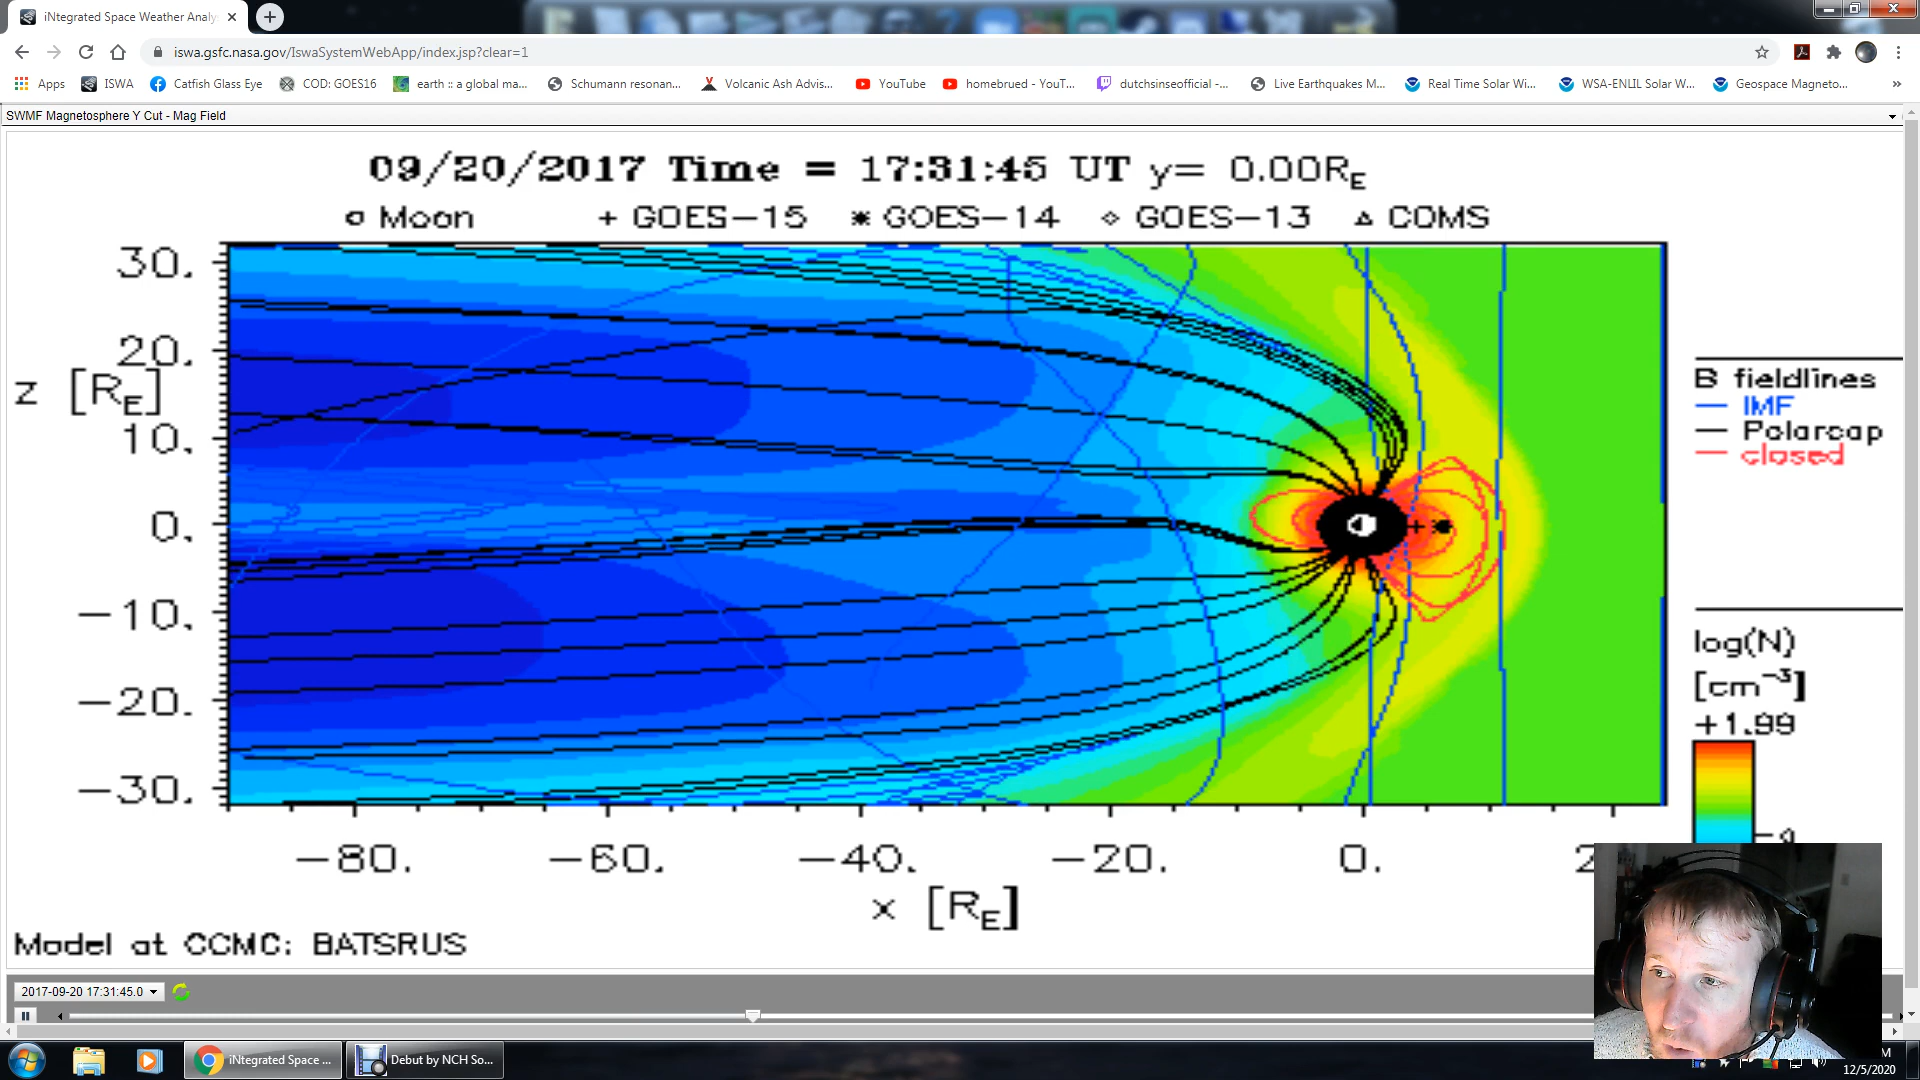 iNtegrated Space Weather Analy
iswa.gsfc.nasa.gov/IswaSystemWebApp/index.jsp?clear=1
Apps ISWA Catfish Glass Eye COD: GOES16 earth :: a global ma... Schumann resonan... Volcanic Ash Advis... YouTube homebrued - YouT... dutchsinseofficial -... Live Earthquakes M... Real Time Solar Wi... WSA-ENLIL Solar W... Geospace Magneto... »
SWMF Magnetosphere Y Cut - Mag Field
09/20/2017 Time = 17:31:45 UT y= 0.00RE
Moon + GOES-15 GOES-14 GOES-13 COMS
30.
20.
z [RE]
10.
0.
-10.
-20.
-30.
B fieldlines
IMF
Polarcap
closed
log(N)
[cm-3]
+1.99
-80. -60. -40. -20. 0. 2
x [RE]
Model at CCMC: BATSRUS
2017-09-20 17:31:45.0
iNtegrated Space ... Debut by NCH So...
12/5/2020